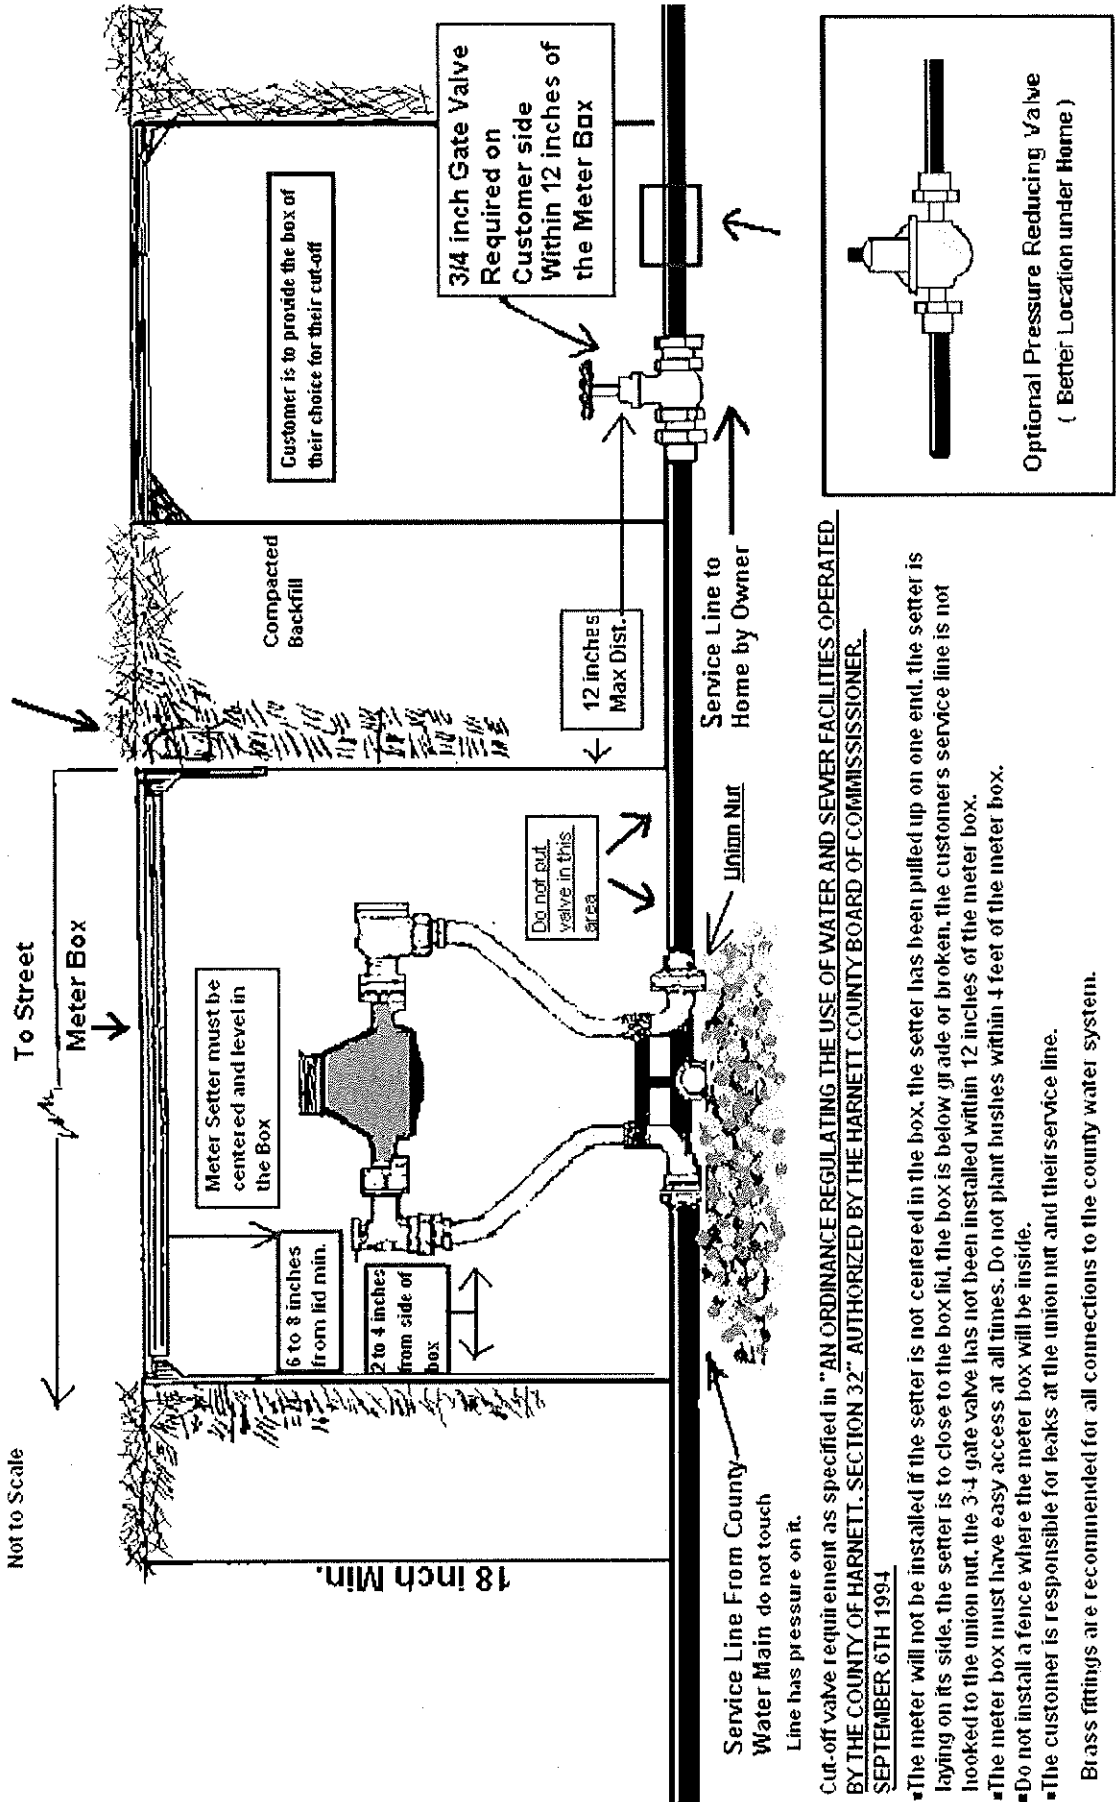 Not to Scale
To Street
Meter Box
Meter Setter must be
centered and level in
the Box
6 to 8 inches
from lid min.
2 to 4 inches
from side of
box
18 inch Min.
Do not put
valve in this
area
Union Nut
Compacted
Backfill
12 inches
Max Dist.
Customer is to provide the box of
their choice for their cut-off
3/4 inch Gate Valve
Required on
Customer side
Within 12 inches of
the Meter Box
Service Line to
Home by Owner
Service Line From County
Water Main do not touch
Line has pressure on it.
Optional Pressure Reducing Valve
( Better Location under Home )
Cut-off valve requirement as specified in "AN ORDINANCE REGULATING THE USE OF WATER AND SEWER FACILITIES OPERATED
BY THE COUNTY OF HARNETT. SECTION 32" AUTHORIZED BY THE HARNETT COUNTY BOARD OF COMMISSISSIONER.
SEPTEMBER 6TH 1994
▪The meter will not be installed if the setter is not centered in the box, the setter has been pulled up on one end, the setter is
laying on its side, the setter is to close to the box lid, the box is below grade or broken, the customers service line is not
hooked to the union nut, the 3-4 gate valve has not been installed within 12 inches of the meter box.
▪The meter box must have easy access at all times. Do not plant bushes within 4 feet of the meter box.
▪Do not install a fence where the meter box will be inside.
▪The customer is responsible for leaks at the union nut and their service line.
Brass fittings are recommended for all connections to the county water system.